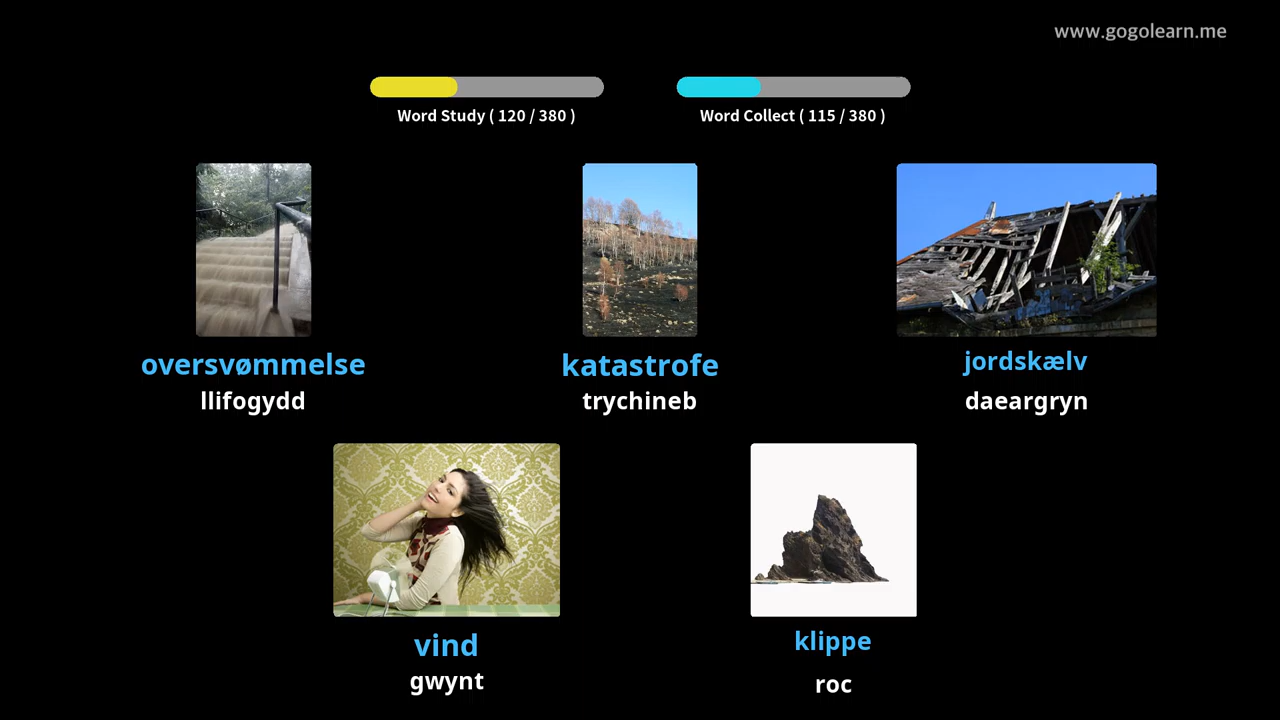 www.gogolearn.me
Word Study ( 120 / 380 )
Word Collect ( 115 / 380 )
oversvømmelse
llifogydd
katastrofe
trychineb
jordskælv
daeargryn
vind
gwynt
klippe
roc